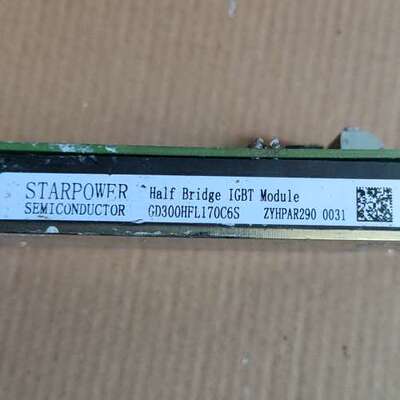 STARPOWER Half Bridge IGBT Module
SEMICONDUCTOR GD300HFL170C6S ZYHPAR290 0031